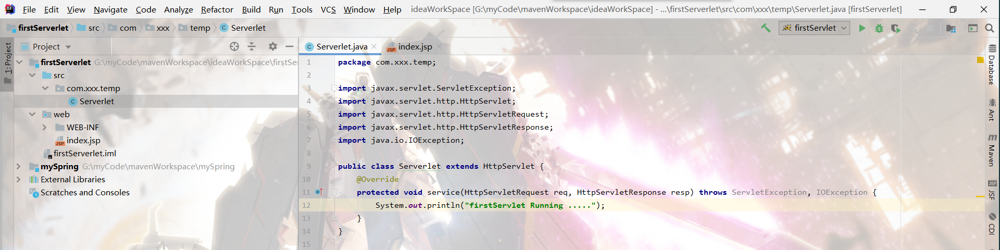 File Edit View Navigate Code Analyze Refactor Build Run Tools VCS Window Help ideaWorkSpace [G:\myCode\mavenWorkspace\ideaWorkSpace] - ...\firstServerlet\src\com\xxx\temp\Serverlet.java [firstServerlet]
firstServerlet src com xxx temp Serverlet firstServlet
1: Project
Project
firstServerlet G:\myCode\mavenWorkspace\ideaWorkSpace\firstSer
src
com.xxx.temp
Serverlet
web
WEB-INF
index.jsp
firstServerlet.iml
mySpring G:\myCode\mavenWorkspace\mySpring
External Libraries
Scratches and Consoles
Serverlet.java index.jsp
1 package com.xxx.temp;
2
3 import javax.servlet.ServletException;
4 import javax.servlet.http.HttpServlet;
5 import javax.servlet.http.HttpServletRequest;
6 import javax.servlet.http.HttpServletResponse;
7 import java.io.IOException;
8
9 public class Serverlet extends HttpServlet {
10 @Override
11 protected void service(HttpServletRequest req, HttpServletResponse resp) throws ServletException, IOException {
12 System.out.println("firstServlet Running .....");
13 }
14 }
15
Database
Ant
Maven
JSF
CDI